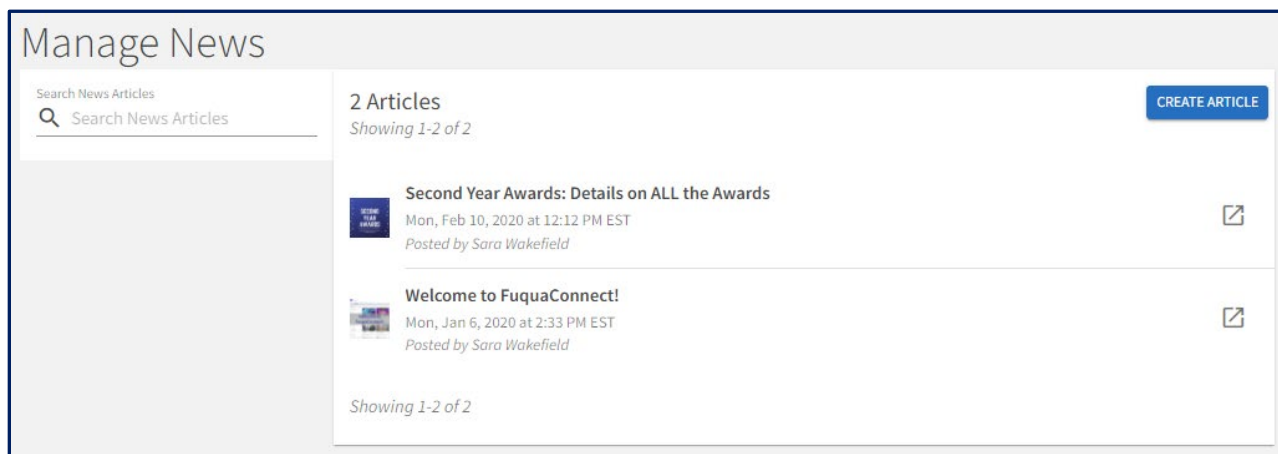 Manage News
Search News Articles
Search News Articles
2 Articles
Showing 1-2 of 2
CREATE ARTICLE
SECOND
YEAR
AWARDS
Second Year Awards: Details on ALL the Awards
Mon, Feb 10, 2020 at 12:12 PM EST
Posted by Sara Wakefield
Welcome to FuquaConnect!
Mon, Jan 6, 2020 at 2:33 PM EST
Posted by Sara Wakefield
Showing 1-2 of 2